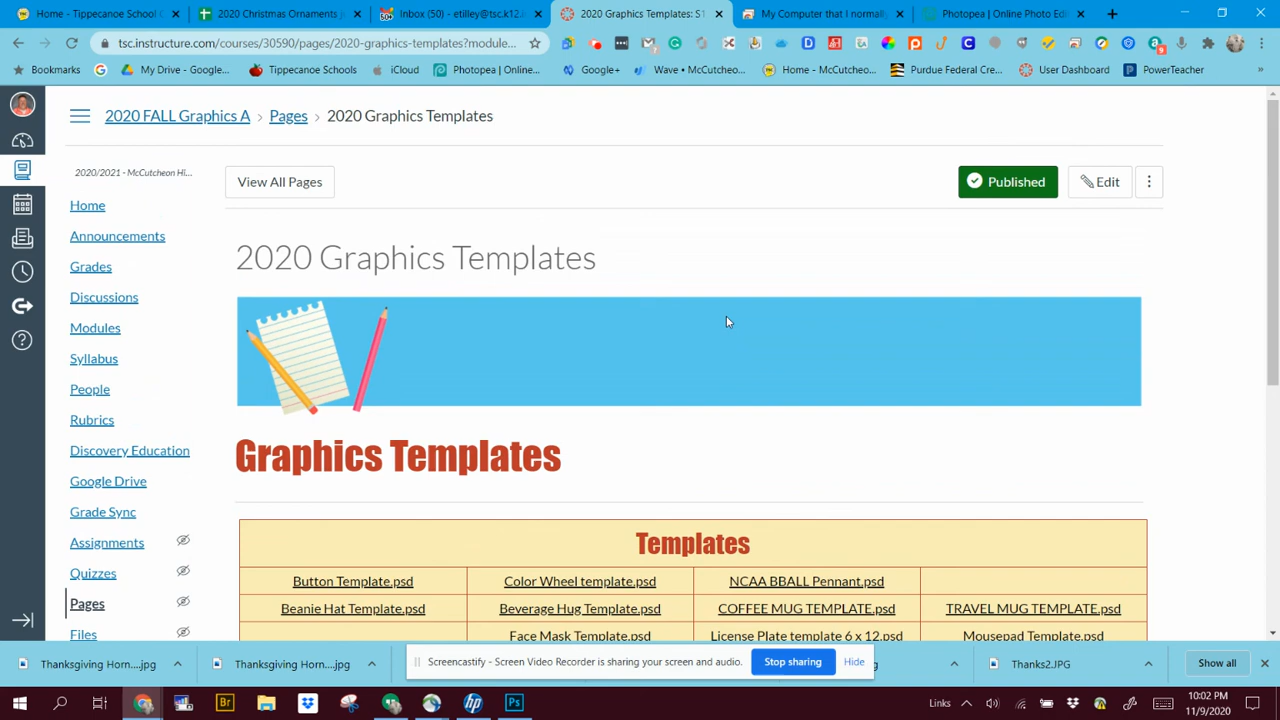 Home - Tippecanoe School C
2020 Christmas Ornaments
Inbox (50) - etilley@tsc.k12
2020 Graphics Templates: S1
My Computer that I normally
Photopea | Online Photo Edi
tsc.instructure.com/courses/30590/pages/2020-graphics-templates?module...
Bookmarks
My Drive - Google...
Tippecanoe Schools
iCloud
Photopea | Online...
Google+
Wave • McCutcheo...
Home - McCutcheo...
Purdue Federal Cre...
User Dashboard
PowerTeacher
2020 FALL Graphics A > Pages > 2020 Graphics Templates
2020/2021 - McCutcheon Hi...
Home
Announcements
Grades
Discussions
Modules
Syllabus
People
Rubrics
Discovery Education
Google Drive
Grade Sync
Assignments
Quizzes
Pages
Files
View All Pages
Published
Edit
2020 Graphics Templates
Graphics Templates
Templates
Button Template.psd Color Wheel template.psd NCAA BBALL Pennant.psd
Beanie Hat Template.psd Beverage Hug Template.psd COFFEE MUG TEMPLATE.psd TRAVEL MUG TEMPLATE.psd
Face Mask Template.psd License Plate template 6 x 12.psd Mousepad Template.psd
Thanksgiving Horn....jpg
Thanksgiving Horn....jpg
Screencastify - Screen Video Recorder is sharing your screen and audio.
Stop sharing
Hide
Thanks2.JPG
Show all
Br
Ps
Links
10:02 PM
11/9/2020